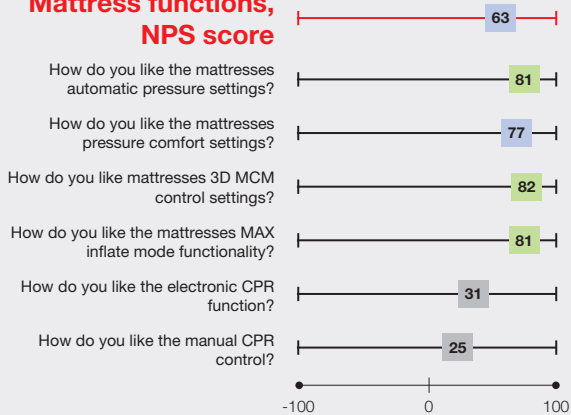 Mattress functions,
NPS score
63
How do you like the mattresses
automatic pressure settings?
81
How do you like the mattresses
pressure comfort settings?
77
How do you like mattresses 3D MCM
control settings?
82
How do you like the mattresses MAX
inflate mode functionality?
81
How do you like the electronic CPR
function?
31
How do you like the manual CPR
control?
25
-100 0 100